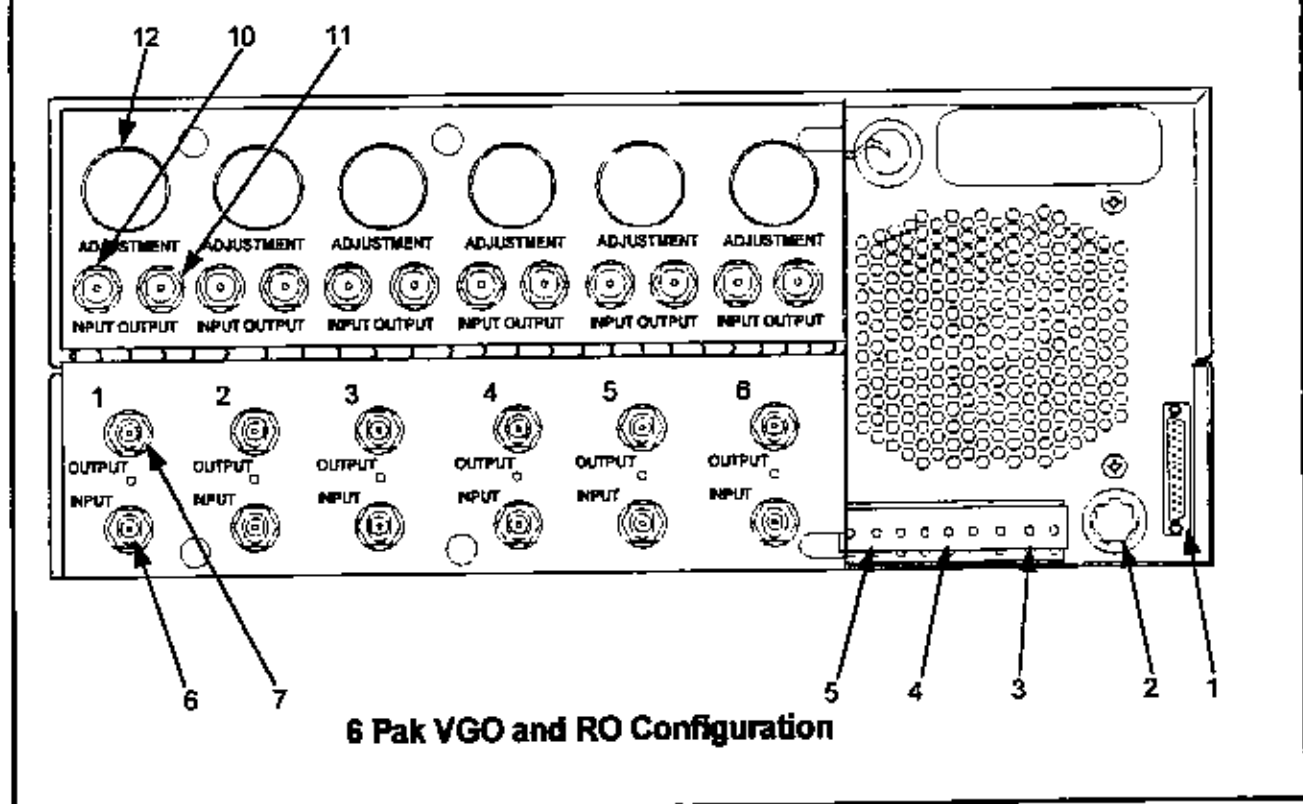 12 10 11
ADJUSTMENT ADJUSTMENT ADJUSTMENT ADJUSTMENT ADJUSTMENT ADJUSTMENT
INPUT OUTPUT INPUT OUTPUT INPUT OUTPUT INPUT OUTPUT INPUT OUTPUT INPUT OUTPUT
1 2 3 4 5 6
OUTPUT OUTPUT OUTPUT OUTPUT OUTPUT OUTPUT
INPUT INPUT INPUT INPUT INPUT INPUT
6 7 5 4 3 2 1
6 Pak VGO and RO Configuration